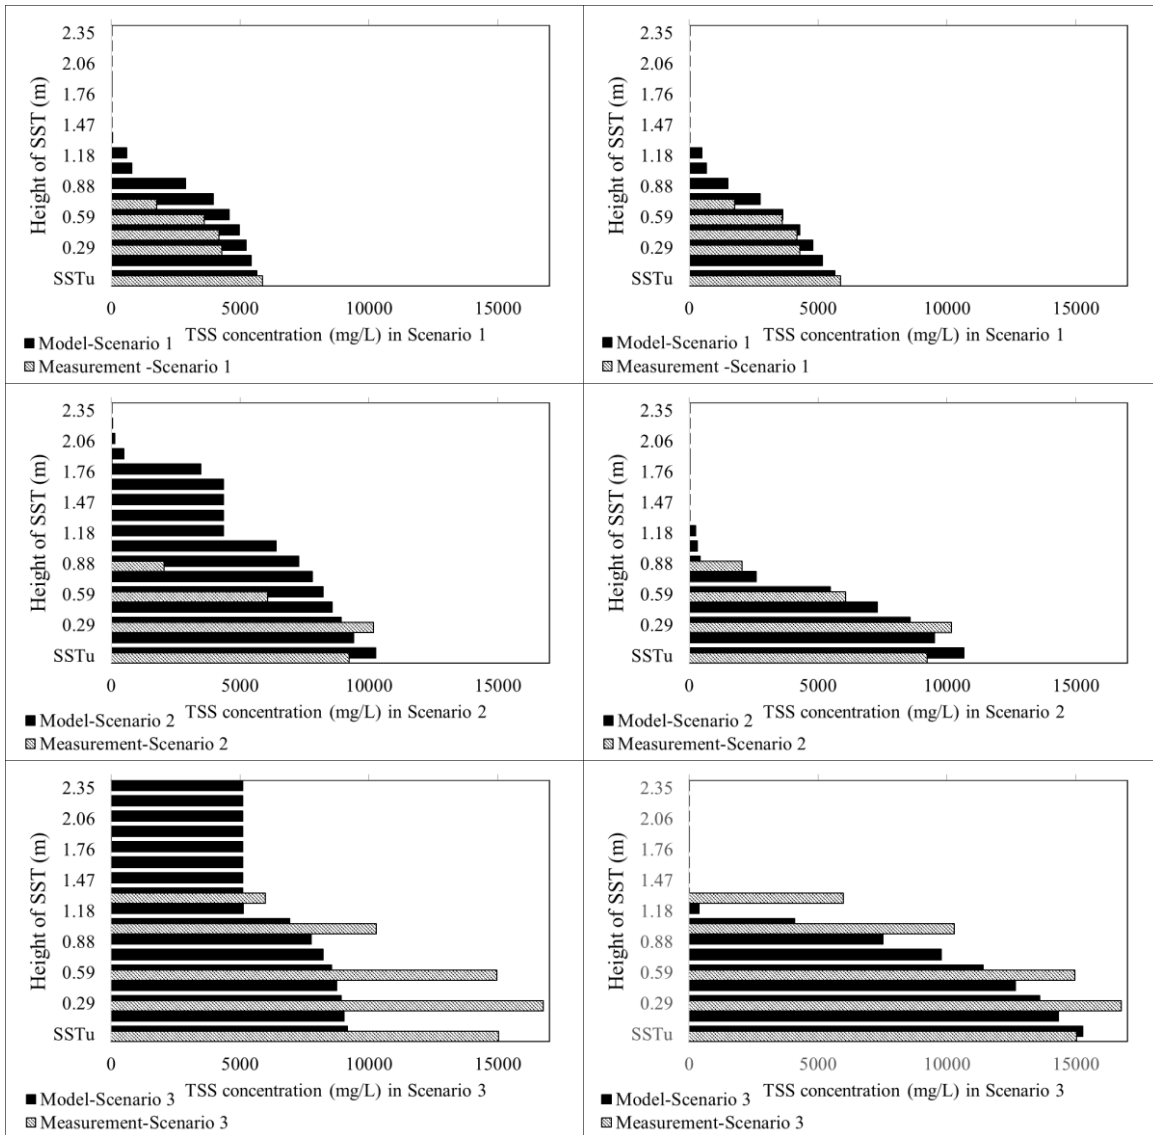 Height of SST (m)
2.35
2.06
1.76
1.47
1.18
0.88
0.59
0.29
SSTu
0 5000 10000 15000
TSS concentration (mg/L) in Scenario 1
Model-Scenario 1
Measurement -Scenario 1
Height of SST (m)
2.35
2.06
1.76
1.47
1.18
0.88
0.59
0.29
SSTu
0 5000 10000 15000
TSS concentration (mg/L) in Scenario 1
Model-Scenario 1
Measurement -Scenario 1
Height of SST (m)
2.35
2.06
1.76
1.47
1.18
0.88
0.59
0.29
SSTu
0 5000 10000 15000
TSS concentration (mg/L) in Scenario 2
Model-Scenario 2
Measurement-Scenario 2
Height of SST (m)
2.35
2.06
1.76
1.47
1.18
0.88
0.59
0.29
SSTu
0 5000 10000 15000
TSS concentration (mg/L) in Scenario 2
Model-Scenario 2
Measurement-Scenario 2
Height of SST (m)
2.35
2.06
1.76
1.47
1.18
0.88
0.59
0.29
SSTu
0 5000 10000 15000
TSS concentration (mg/L) in Scenario 3
Model-Scenario 3
Measurement-Scenario 3
Height of SST (m)
2.35
2.06
1.76
1.47
1.18
0.88
0.59
0.29
SSTu
0 5000 10000 15000
TSS concentration (mg/L) in Scenario 3
Model-Scenario 3
Measurement-Scenario 3